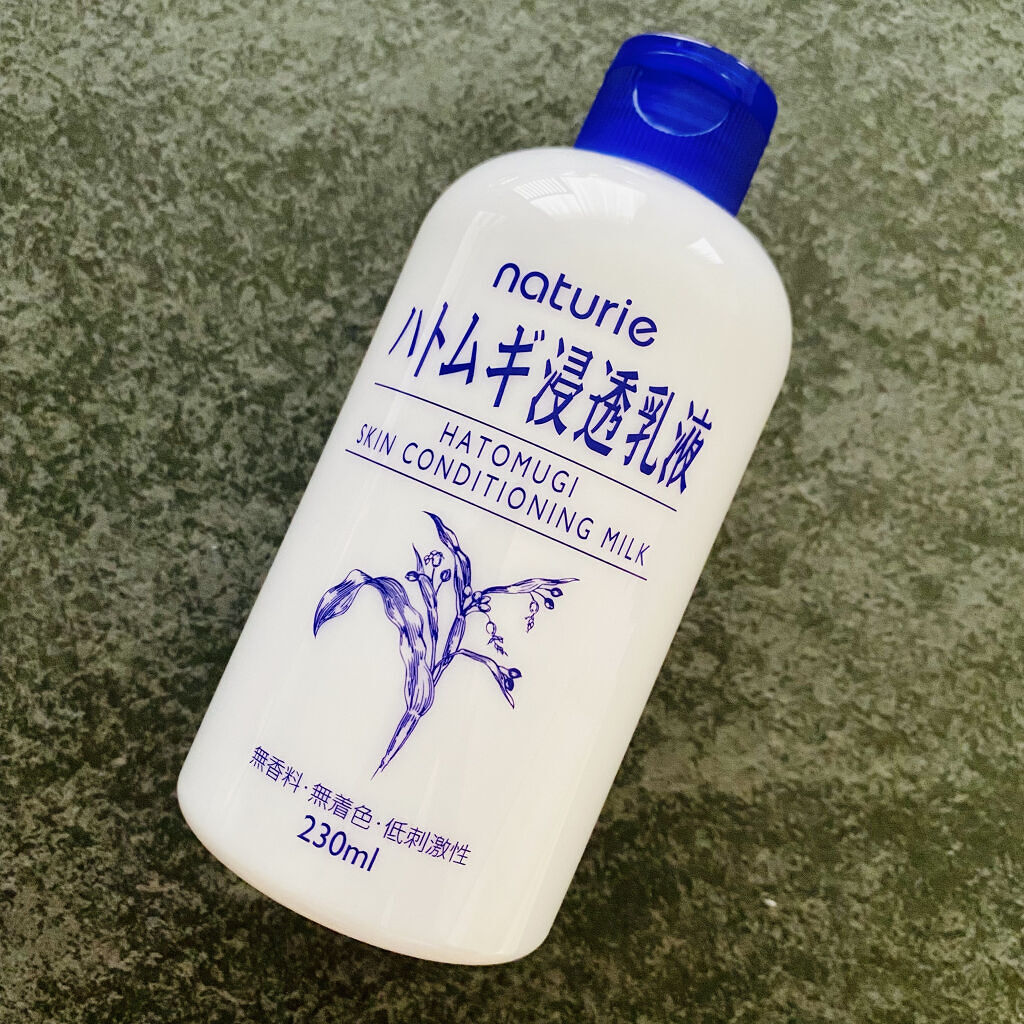 naturie
ハトムギ浸透乳液
HATOMUGI
SKIN CONDITIONING MILK
無香料·無着色·低刺激性
230ml